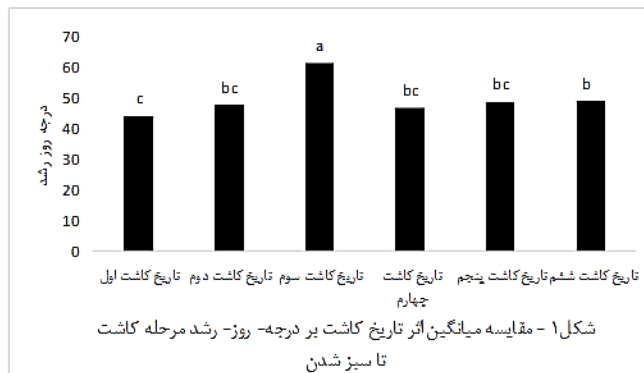 70
60
50
40
30
20
10
0
درجه روز رشد
c
bc
a
bc
bc
b
تاریخ کاشت اول
تاریخ کاشت دوم
تاریخ کاشت سوم
تاریخ کاشت
چهارم
تاریخ کاشت پنجم
تاریخ کاشت ششم
شکل۱ - مقایسه میانگین اثر تاریخ کاشت بر درجه- روز- رشد مرحله کاشت
تا سبز شدن